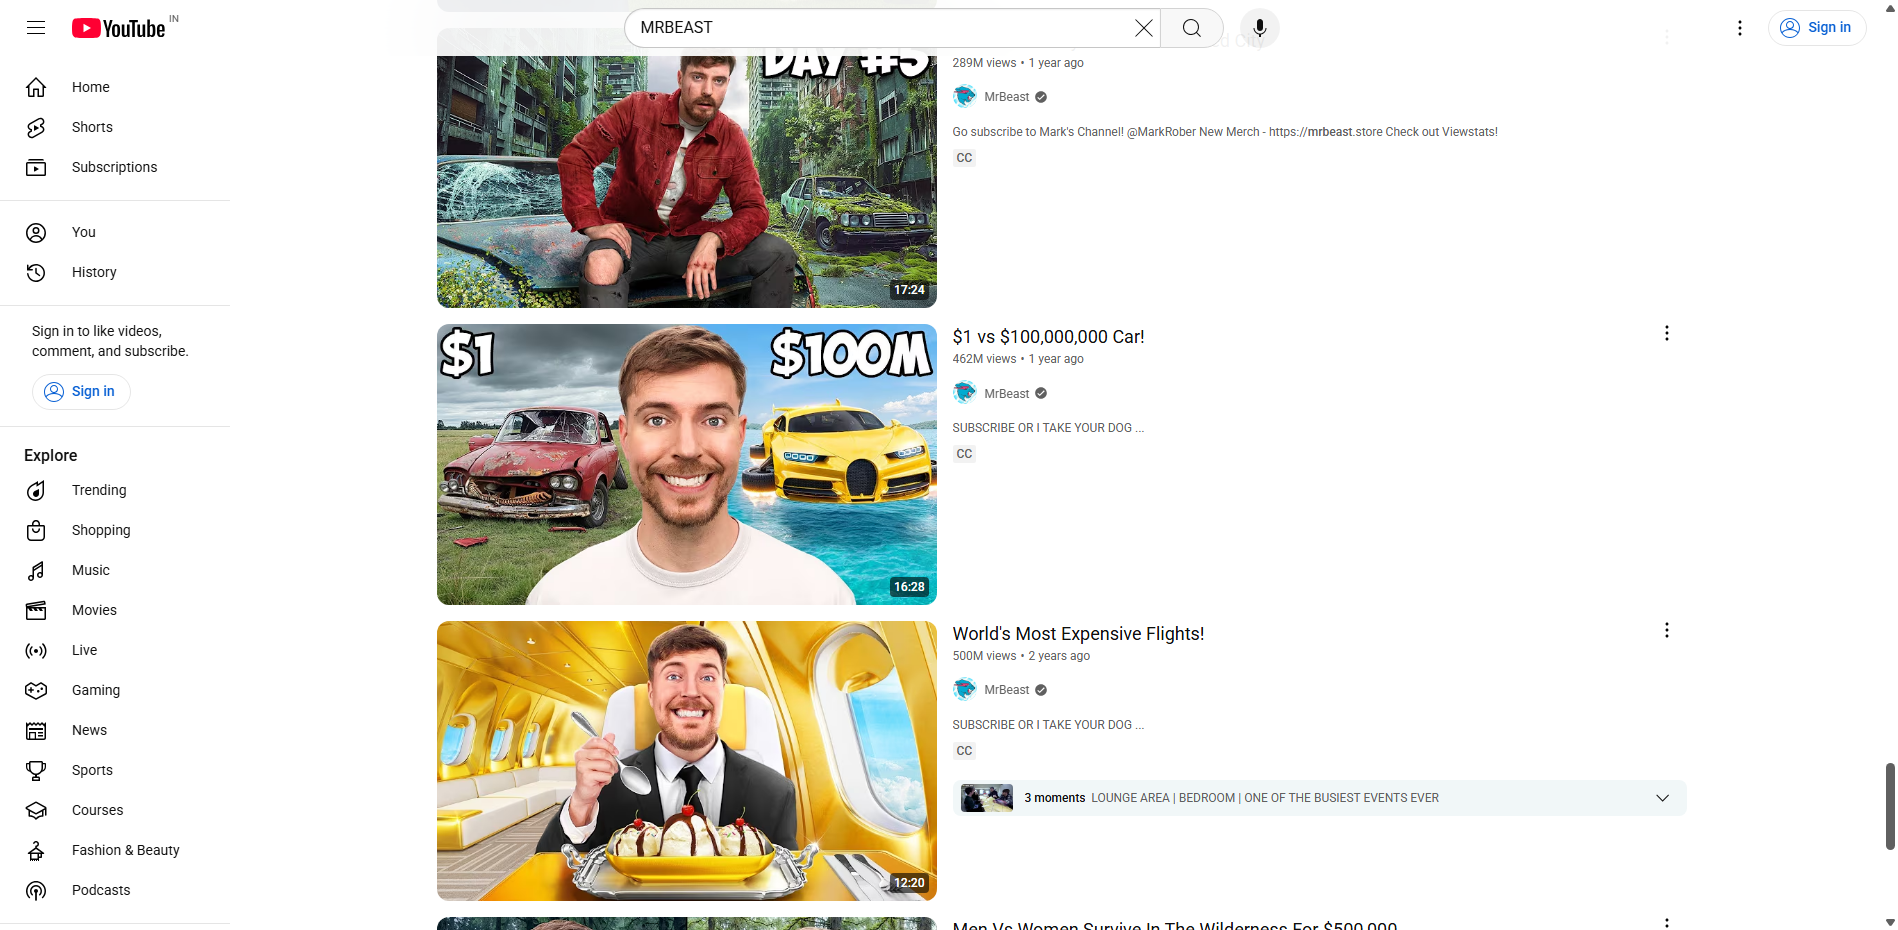 YouTube IN
MRBEAST
Sign in
Home
Shorts
Subscriptions
You
History
Sign in to like videos,
comment, and subscribe.
Sign in
Explore
Trending
Shopping
Music
Movies
Live
Gaming
News
Sports
Courses
Fashion & Beauty
Podcasts
DAY #5
17:24
289M views • 1 year ago
MrBeast
Go subscribe to Mark's Channel! @MarkRober New Merch - https://mrbeast.store Check out Viewstats!
CC
$1
$100M
16:28
$1 vs $100,000,000 Car!
462M views • 1 year ago
MrBeast
SUBSCRIBE OR I TAKE YOUR DOG ...
CC
12:20
World's Most Expensive Flights!
500M views • 2 years ago
MrBeast
SUBSCRIBE OR I TAKE YOUR DOG ...
CC
3 moments LOUNGE AREA | BEDROOM | ONE OF THE BUSIEST EVENTS EVER
Men Vs Women Survive In The Wilderness For $500,000